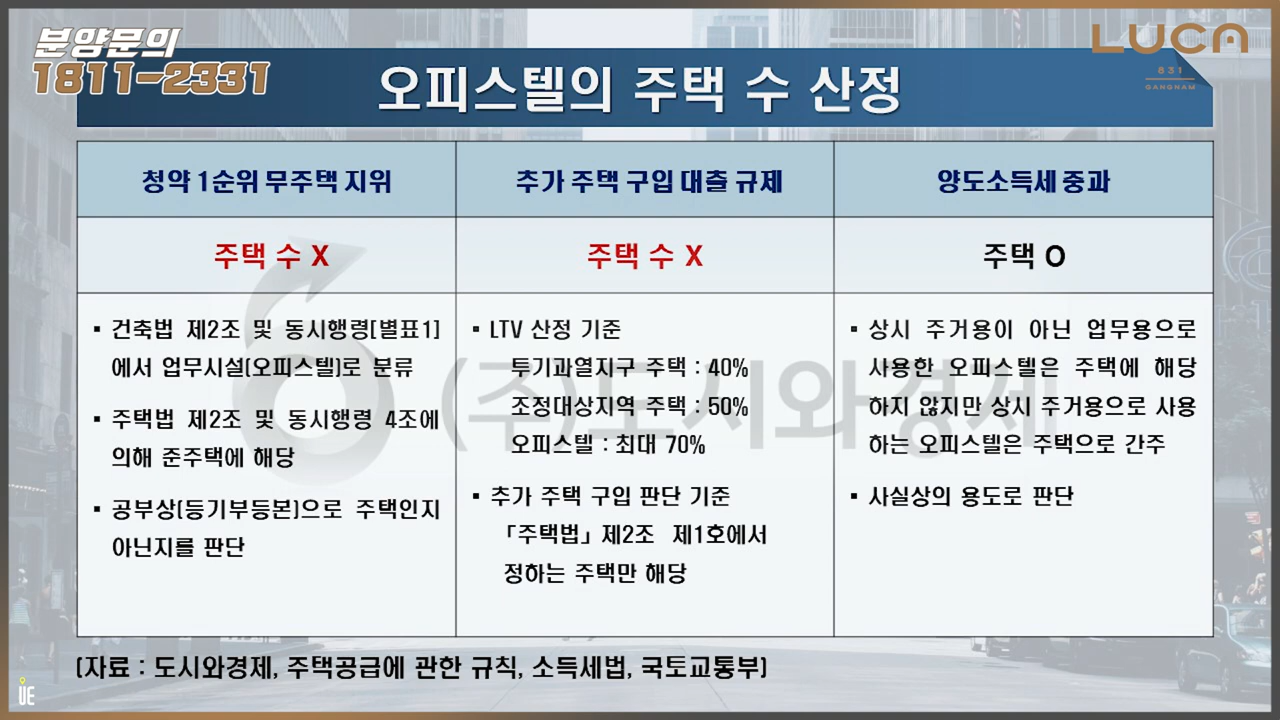 분양문의
1811-2331
LUCA
831
GANGNAM
오피스텔의 주택 수 산정
청약 1순위 무주택 지위
추가 주택 구입 대출 규제
양도소득세 중과
주택 수 X
주택 수 X
주택 O
▪ 건축법 제2조 및 동시행령[별표1]
에서 업무시설(오피스텔)로 분류
▪ 주택법 제2조 및 동시행령 4조에
의해 준주택에 해당
▪ 공부상(등기부등본)으로 주택인지
아닌지를 판단
▪ LTV 산정 기준
투기과열지구 주택 : 40%
조정대상지역 주택 : 50%
오피스텔 : 최대 70%
▪ 추가 주택 구입 판단 기준
「주택법」 제2조 제1호에서
정하는 주택만 해당
▪ 상시 주거용이 아닌 업무용으로
사용한 오피스텔은 주택에 해당
하지 않지만 상시 주거용으로 사용
하는 오피스텔은 주택으로 간주
▪ 사실상의 용도로 판단
(주)도시와경제
(자료 : 도시와경제, 주택공급에 관한 규칙, 소득세법, 국토교통부)
UE